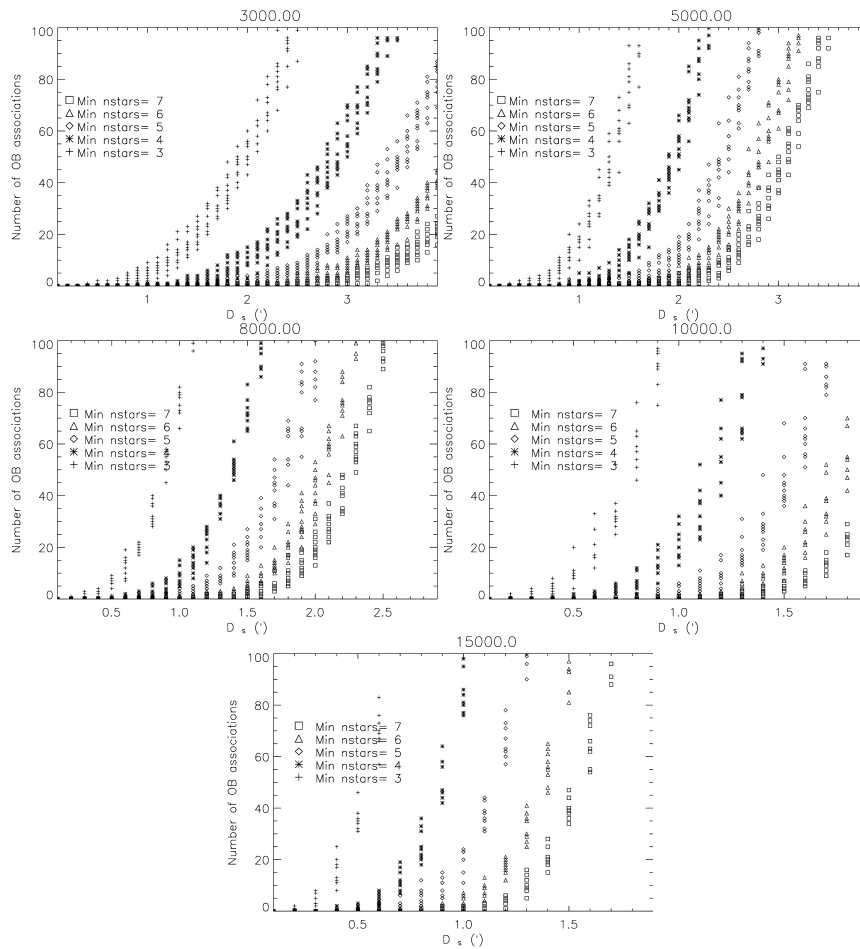 3000.00
100
80
60
40
20
0
Number of OB associations
Min nstars= 7
Min nstars= 6
Min nstars= 5
Min nstars= 4
Min nstars= 3
1
2
3
D s (')
5000.00
100
80
60
40
20
0
Number of OB associations
Min nstars= 7
Min nstars= 6
Min nstars= 5
Min nstars= 4
Min nstars= 3
1
2
3
D s (')
8000.00
100
80
60
40
20
0
Number of OB associations
Min nstars= 7
Min nstars= 6
Min nstars= 5
Min nstars= 4
Min nstars= 3
0.5
1.0
1.5
2.0
2.5
D s (')
10000.0
100
80
60
40
20
0
Number of OB associations
Min nstars= 7
Min nstars= 6
Min nstars= 5
Min nstars= 4
Min nstars= 3
0.5
1.0
1.5
D s (')
15000.0
100
80
60
40
20
0
Number of OB associations
Min nstars= 7
Min nstars= 6
Min nstars= 5
Min nstars= 4
Min nstars= 3
0.5
1.0
1.5
D s (')